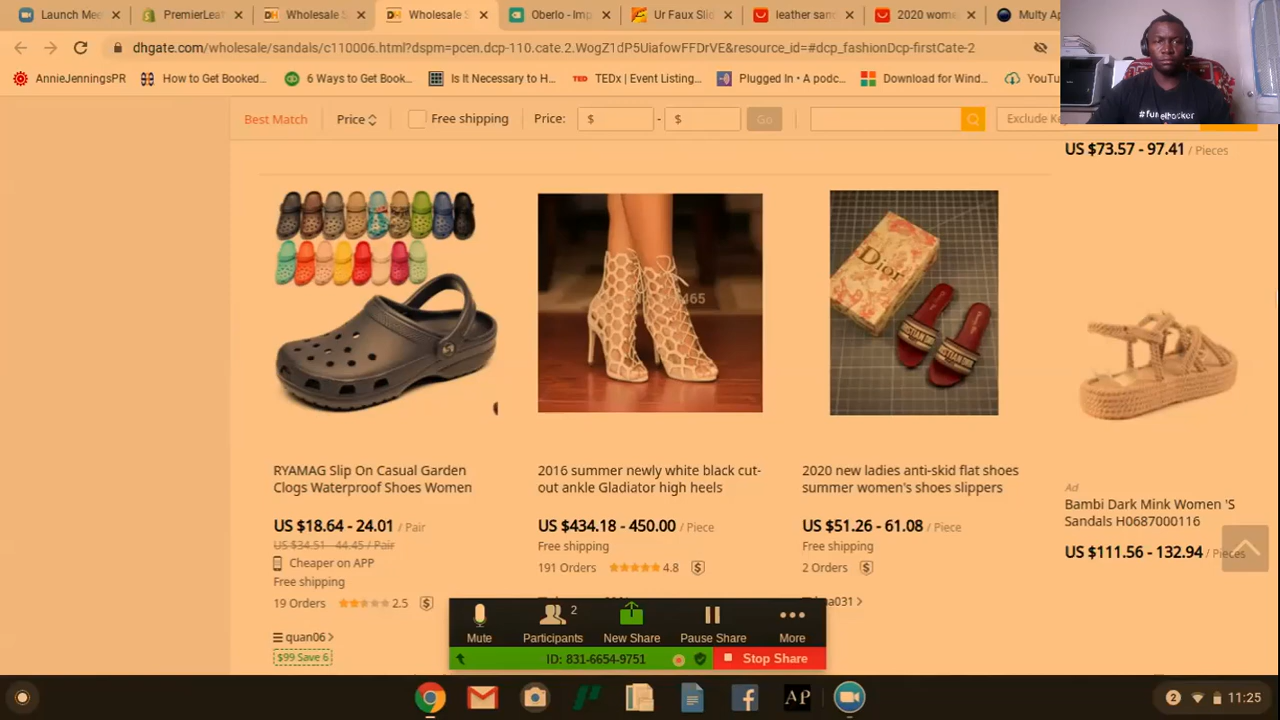 Launch Mee
PremierLea
Wholesale S
Wholesale S
Oberlo - Imp
Ur Faux Slid
leather sand
2020 wome
Multy Ap
dhgate.com/wholesale/sandals/c110006.html?dspm=pcen.dcp-110.cate.2.WogZ1dP5UiafowFFDrVE&resource_id=#dcp_fashionDcp-firstCate-2
AnnieJenningsPR
How to Get Booked...
6 Ways to Get Book...
Is It Necessary to H...
TED
TEDx | Event Listing...
Plugged In • A podc...
Download for Wind...
YouTu
Best Match
Price
Free shipping
Price:
$
-
$
Go
Exclude Ke
US $73.57 - 97.41 / Pieces
Dior
RYAMAG Slip On Casual Garden
Clogs Waterproof Shoes Women
US $18.64 - 24.01 / Pair
US $34.51 - 44.45 / Pair
Cheaper on APP
Free shipping
19 Orders
2.5
quan06
$99 Save 6
2016 summer newly white black cut-
out ankle Gladiator high heels
US $434.18 - 450.00 / Piece
Free shipping
191 Orders
4.8
2020 new ladies anti-skid flat shoes
summer women's shoes slippers
US $51.26 - 61.08 / Piece
Free shipping
2 Orders
Ad
Bambi Dark Mink Women 'S
Sandals H0687000116
US $111.56 - 132.94 / Pieces
Mute
Participants
2
New Share
Pause Share
More
ID: 831-6654-9751
Stop Share
AP
2
11:25